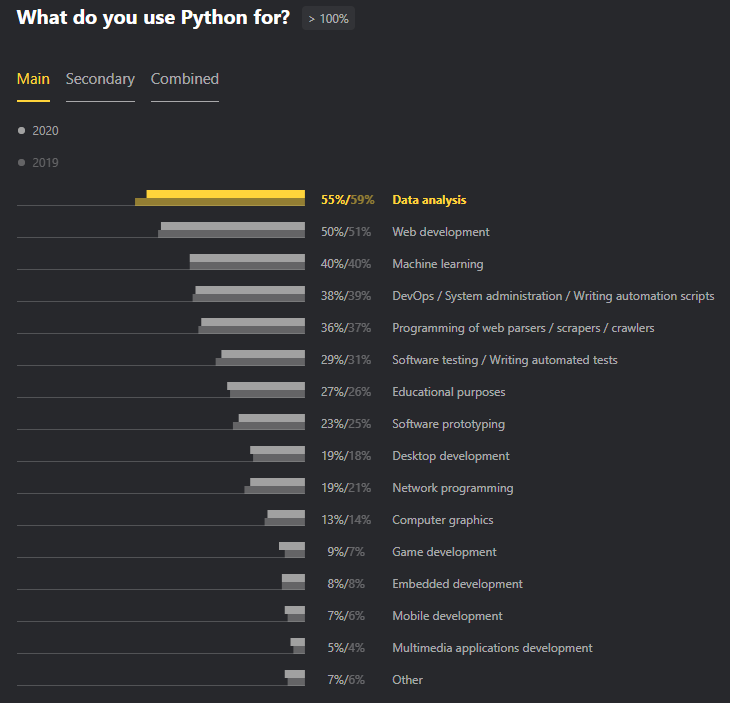 What do you use Python for? > 100%
Main Secondary Combined
2020
2019
55%/59% Data analysis
50%/51% Web development
40%/40% Machine learning
38%/39% DevOps / System administration / Writing automation scripts
36%/37% Programming of web parsers / scrapers / crawlers
29%/31% Software testing / Writing automated tests
27%/26% Educational purposes
23%/25% Software prototyping
19%/18% Desktop development
19%/21% Network programming
13%/14% Computer graphics
9%/7% Game development
8%/8% Embedded development
7%/6% Mobile development
5%/4% Multimedia applications development
7%/6% Other